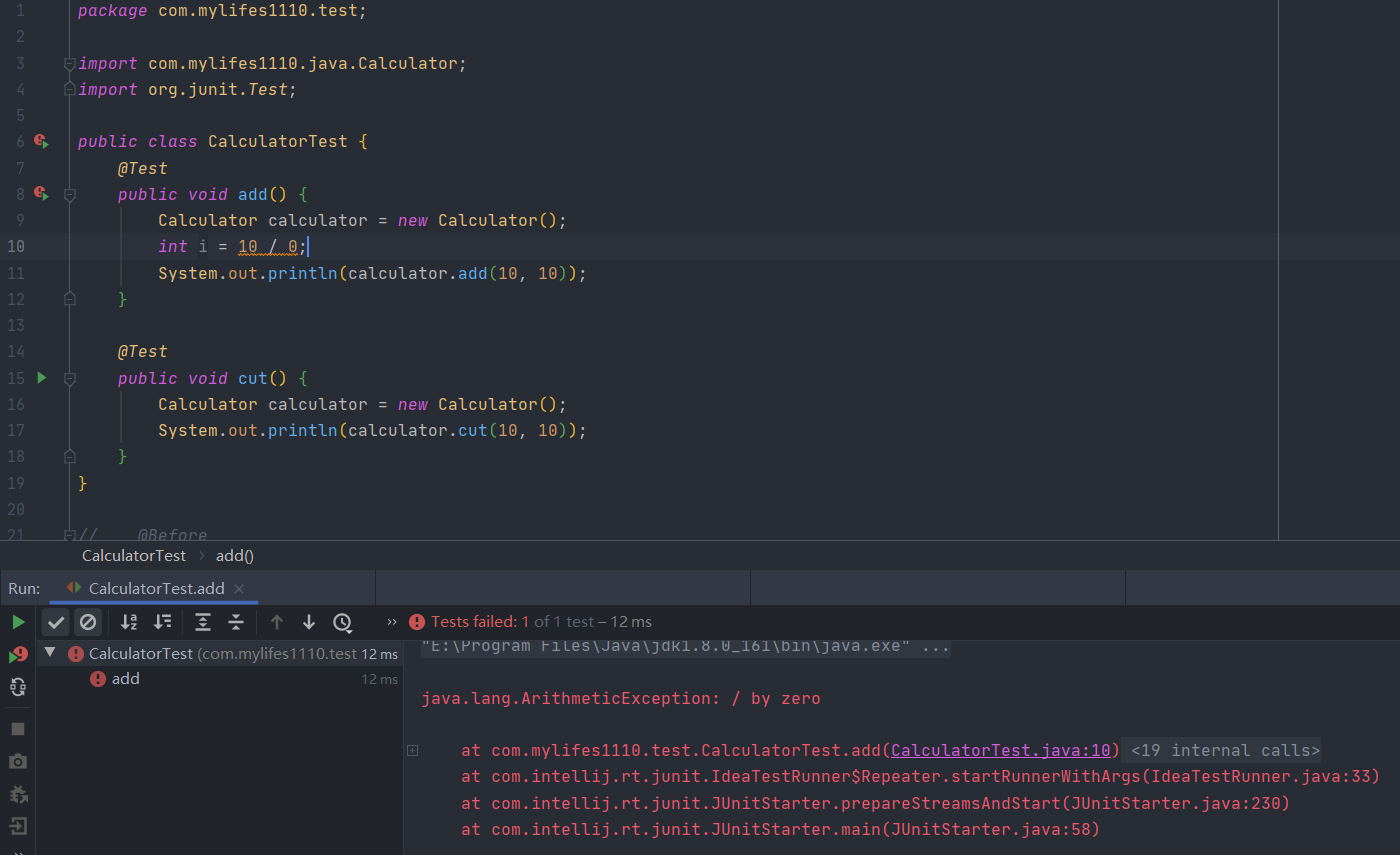 1 package com.mylifes1110.test;
2
3 import com.mylifes1110.java.Calculator;
4 import org.junit.Test;
5
6 public class CalculatorTest {
7 @Test
8 public void add() {
9 Calculator calculator = new Calculator();
10 int i = 10 / 0;
11 System.out.println(calculator.add(10, 10));
12 }
13
14 @Test
15 public void cut() {
16 Calculator calculator = new Calculator();
17 System.out.println(calculator.cut(10, 10));
18 }
19 }
20
21 // @Before
CalculatorTest › add()
Run: CalculatorTest.add ×
›› Tests failed: 1 of 1 test – 12 ms
CalculatorTest (com.mylifes1110.test 12 ms
add 12 ms
"E:\Program Files\Java\jdk1.8.0_161\bin\java.exe" ...
java.lang.ArithmeticException: / by zero
at com.mylifes1110.test.CalculatorTest.add(CalculatorTest.java:10) <19 internal calls>
at com.intellij.rt.junit.IdeaTestRunner$Repeater.startRunnerWithArgs(IdeaTestRunner.java:33)
at com.intellij.rt.junit.JUnitStarter.prepareStreamsAndStart(JUnitStarter.java:230)
at com.intellij.rt.junit.JUnitStarter.main(JUnitStarter.java:58)